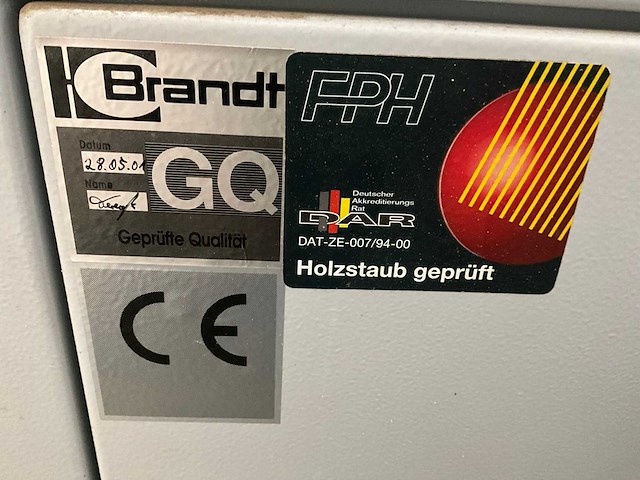 Brandt
Datum
28.05.01
GQ
Name
Geprüfte Qualität
CE
FPH
Deutscher
Akkreditierungs
Rat
DAR
DAT-ZE-007/94-00
Holzstaub geprüft